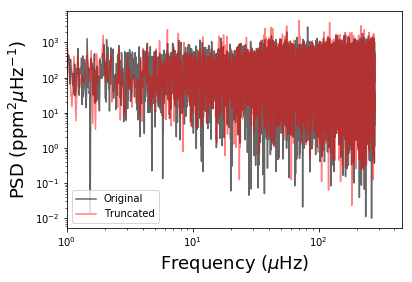 PSD (ppm²μHz⁻¹)
10³
10²
10¹
10⁰
10⁻¹
10⁻²
Original
Truncated
10⁰
10¹
10²
Frequency (μHz)